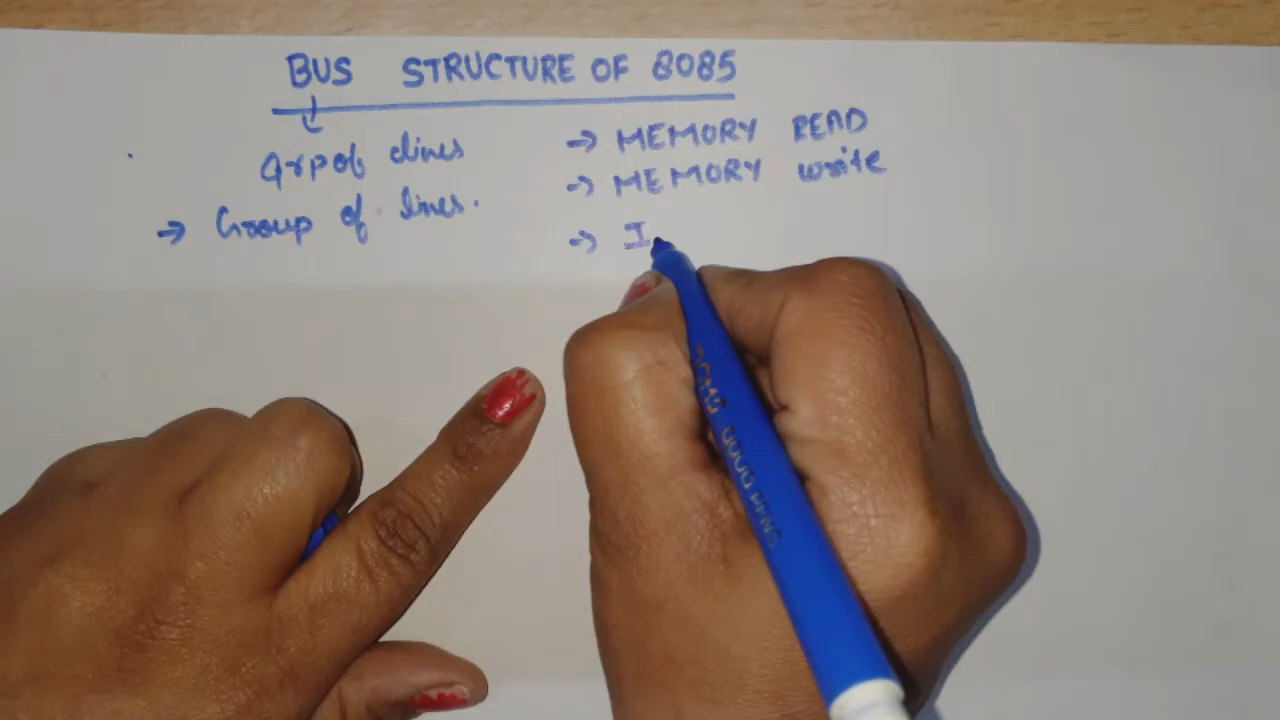 BUS STRUCTURE OF 8085
Grp of lines
→ Group of lines.
→ MEMORY READ
→ MEMORY write
→ I